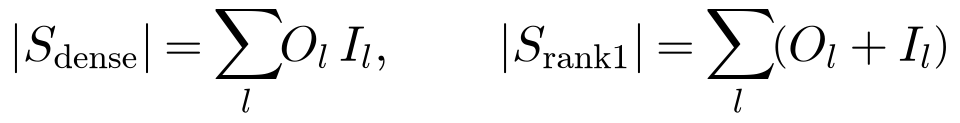 |S_dense| = ∑_l O_l I_l,  |S_rank1| = ∑_l (O_l + I_l)